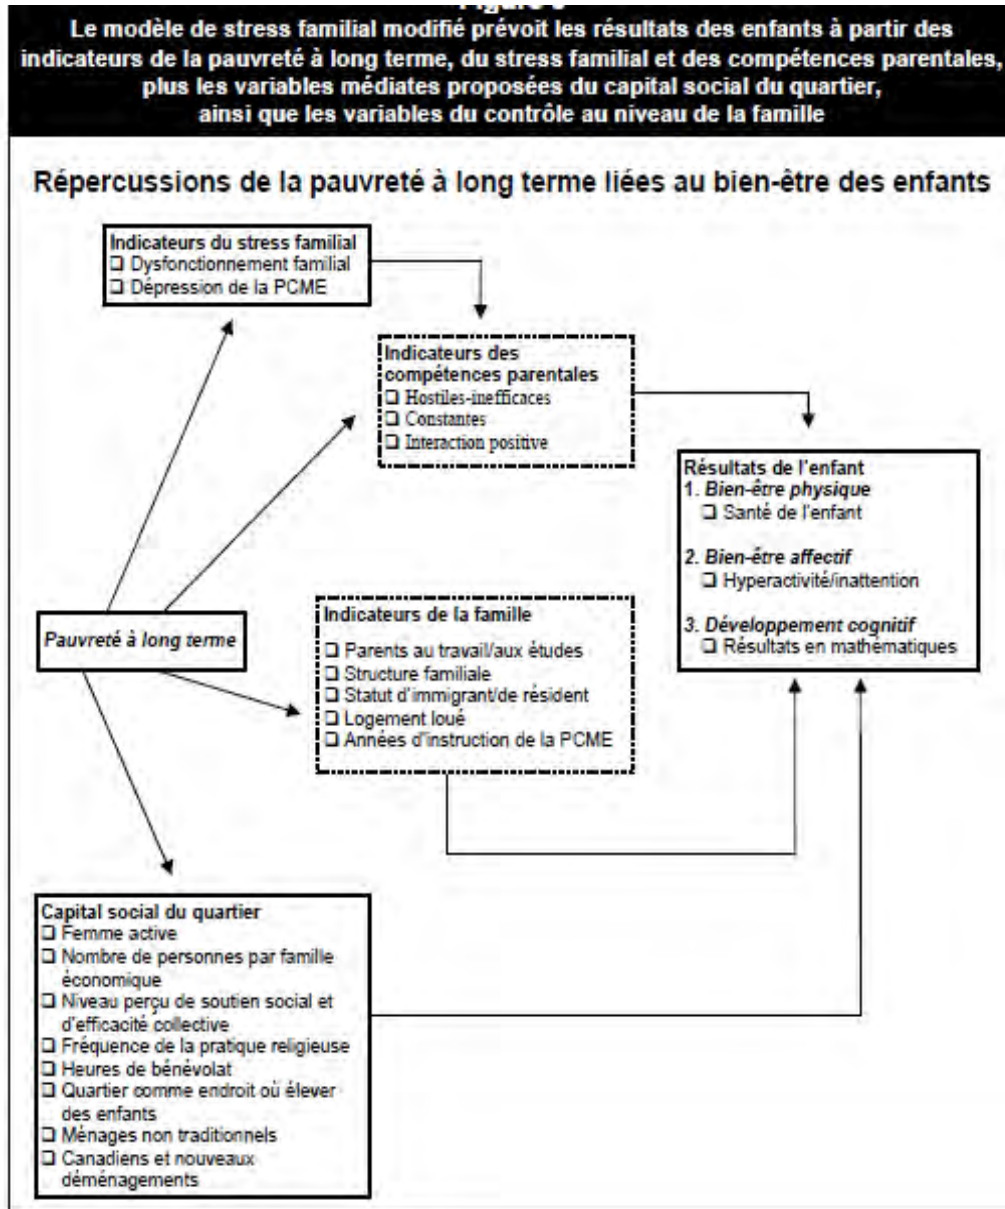 Le modèle de stress familial modifié prévoit les résultats des enfants à partir des
indicateurs de la pauvreté à long terme, du stress familial et des compétences parentales,
plus les variables médiates proposées du capital social du quartier,
ainsi que les variables du contrôle au niveau de la famille
Répercussions de la pauvreté à long terme liées au bien-être des enfants
Indicateurs du stress familial
❑ Dysfonctionnement familial
❑ Dépression de la PCME
Indicateurs des
compétences parentales
❑ Hostiles-inefficaces
❑ Constantes
❑ Interaction positive
Résultats de l'enfant
1. Bien-être physique
❑ Santé de l'enfant
2. Bien-être affectif
❑ Hyperactivité/inattention
3. Développement cognitif
❑ Résultats en mathématiques
Pauvreté à long terme
Indicateurs de la famille
❑ Parents au travail/aux études
❑ Structure familiale
❑ Statut d'immigrant/de résident
❑ Logement loué
❑ Années d'instruction de la PCME
Capital social du quartier
❑ Femme active
❑ Nombre de personnes par famille
économique
❑ Niveau perçu de soutien social et
d'efficacité collective
❑ Fréquence de la pratique religieuse
❑ Heures de bénévolat
❑ Quartier comme endroit où élever
des enfants
❑ Ménages non traditionnels
❑ Canadiens et nouveaux
déménagements